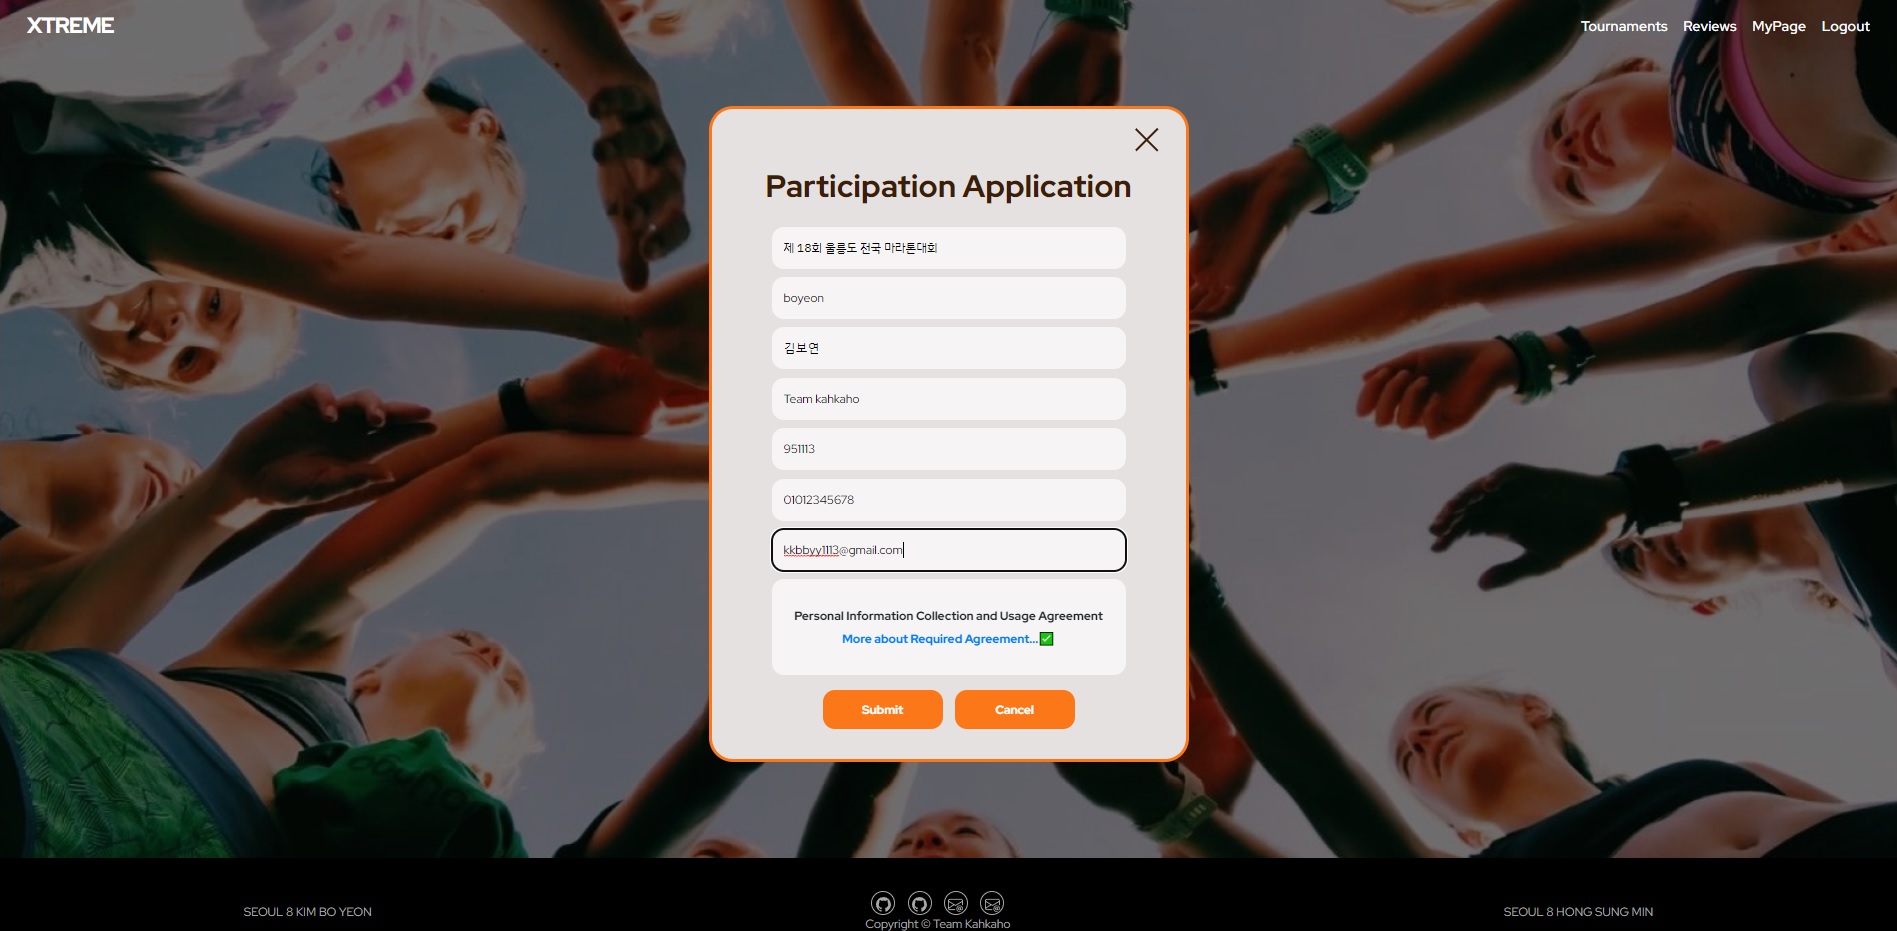 XTREME
Tournaments Reviews MyPage Logout
Participation Application
제 18회 울릉도 전국 마라톤대회
boyeon
김보연
Team kahkaho
951113
01012345678
kkbbyy1113@gmail.com
Personal Information Collection and Usage Agreement
More about Required Agreement...✅
Submit Cancel
SEOUL 8 KIM BO YEON
Copyright © Team Kahkaho
SEOUL 8 HONG SUNG MIN